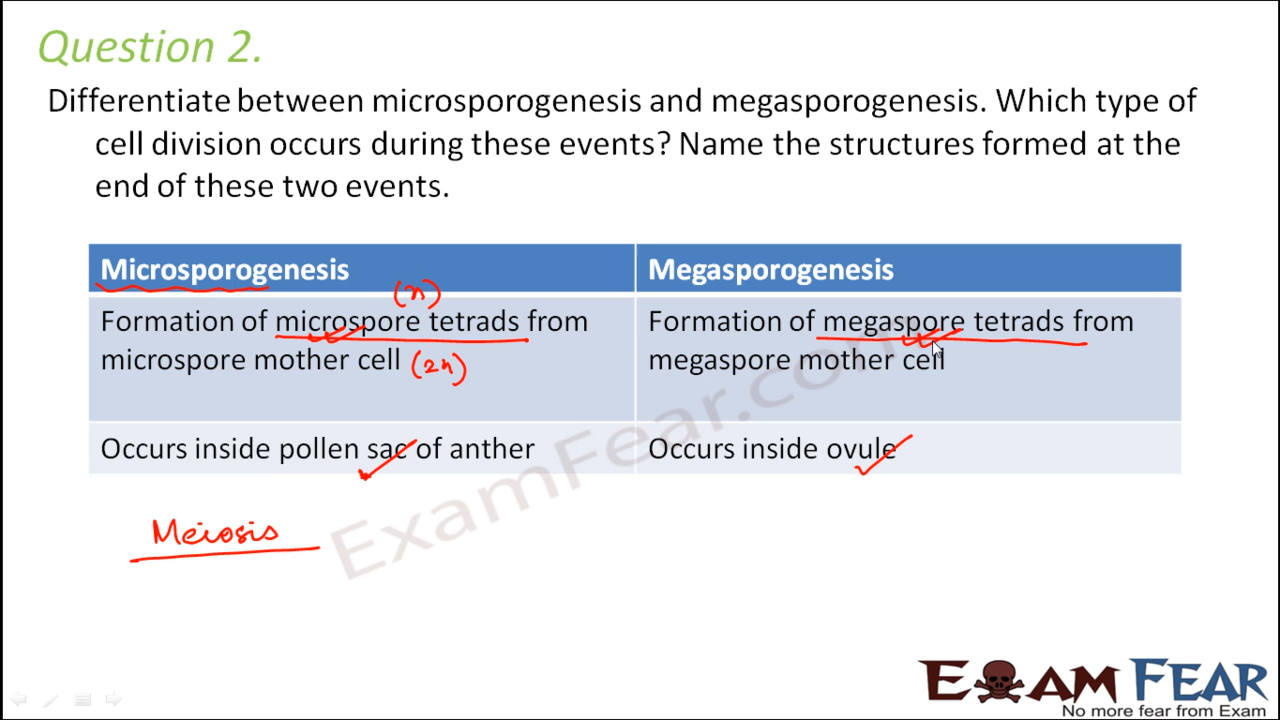 Question 2.
Differentiate between microsporogenesis and megasporogenesis. Which type of
cell division occurs during these events? Name the structures formed at the
end of these two events.
Microsporogenesis
Megasporogenesis
(n)
Formation of microspore tetrads from
microspore mother cell (2n)
Formation of megaspore tetrads from
megaspore mother cell
Occurs inside pollen sac of anther
Occurs inside ovule
Meiosis
ExamFear.com
EXAM FEAR
No more fear from Exam